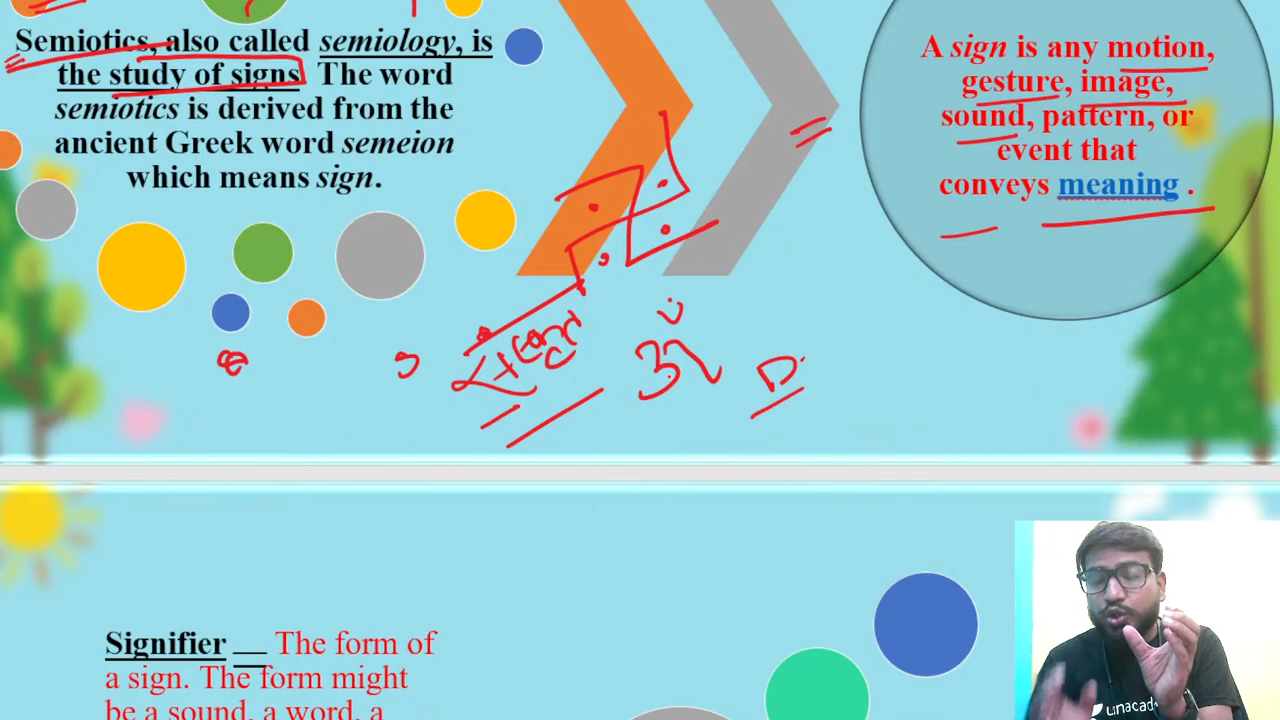 Semiotics, also called semiology, is
the study of signs. The word
semiotics is derived from the
ancient Greek word semeion
which means sign.
A sign is any motion,
gesture, image,
sound, pattern, or
event that
conveys meaning .
D
Signifier __ The form of
a sign. The form might
be a sound, a word, a
unacad